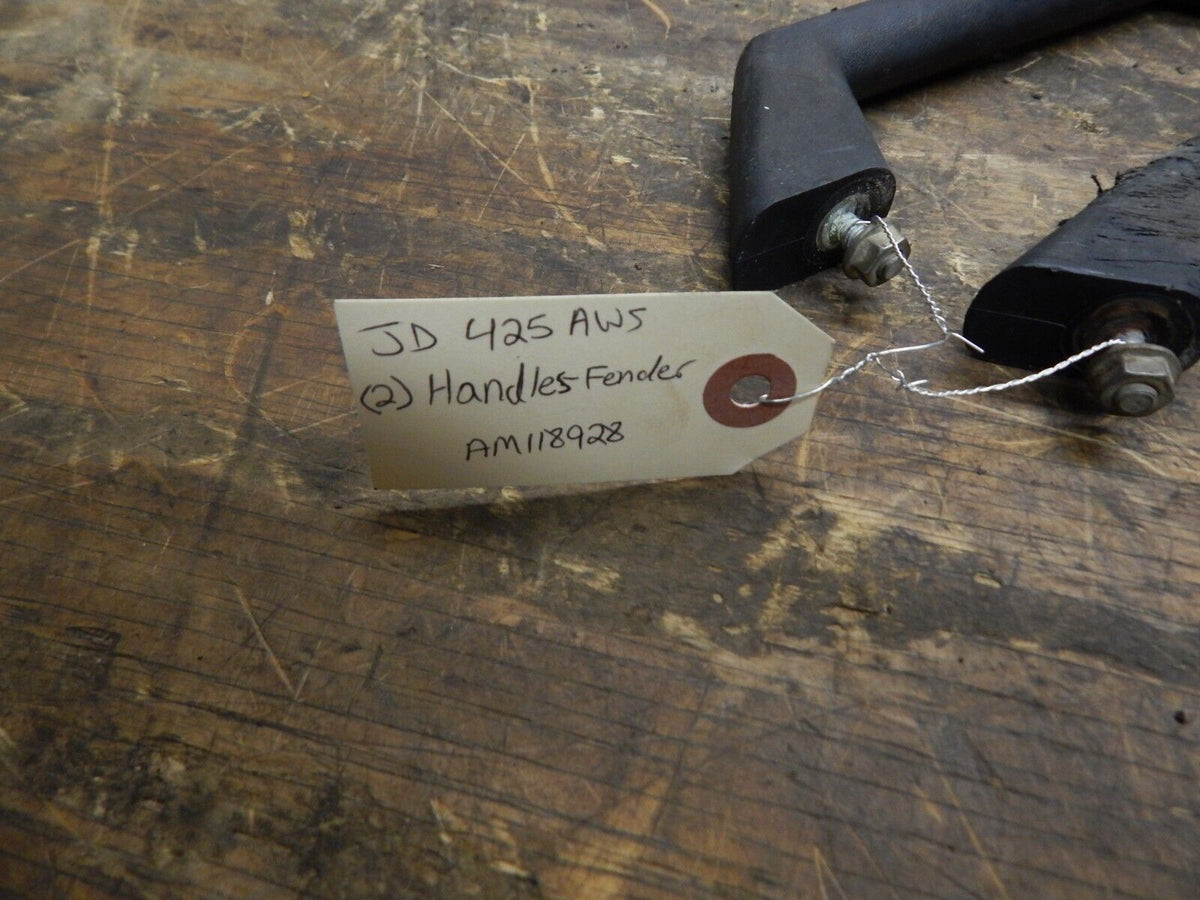 JD 425 AWS
(2) Handles Fender
AM118928